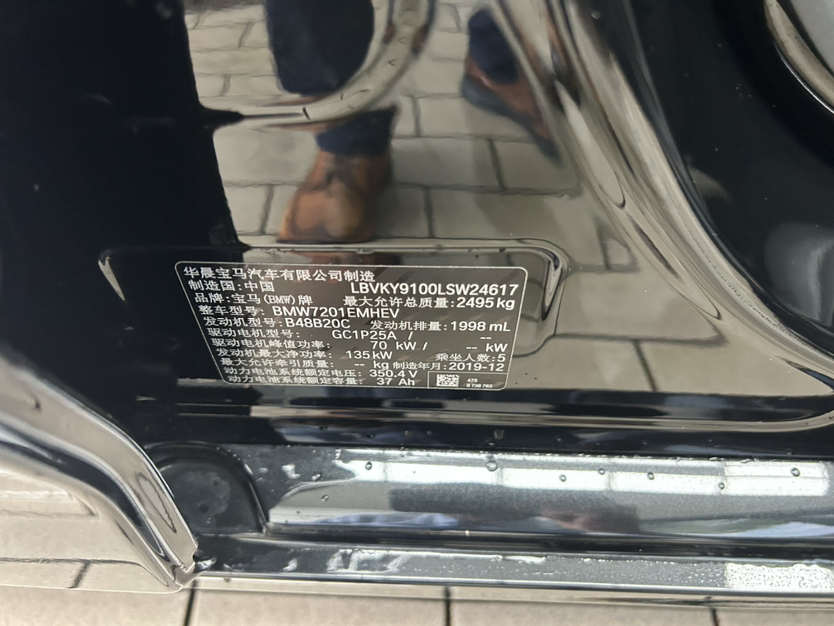 华晨宝马汽车有限公司制造
制造国:中国 LBVKY9100LSW24617
品牌:宝马(BMW)牌 最大允许总质量:2495kg
整车型号:BMW7201EMHEV
发动机型号:B48B20C 发动机排量:1998 mL
驱动电机型号: GC1P25A / --
驱动电机峰值功率: 70 kW / -- kW
发动机最大净功率: 135kW 乘坐人数:5
最大允许牵引质量: -- kg 制造年月:2019-12
动力电池系统额定电压: 350.4 V
动力电池系统额定容量: 37 Ah